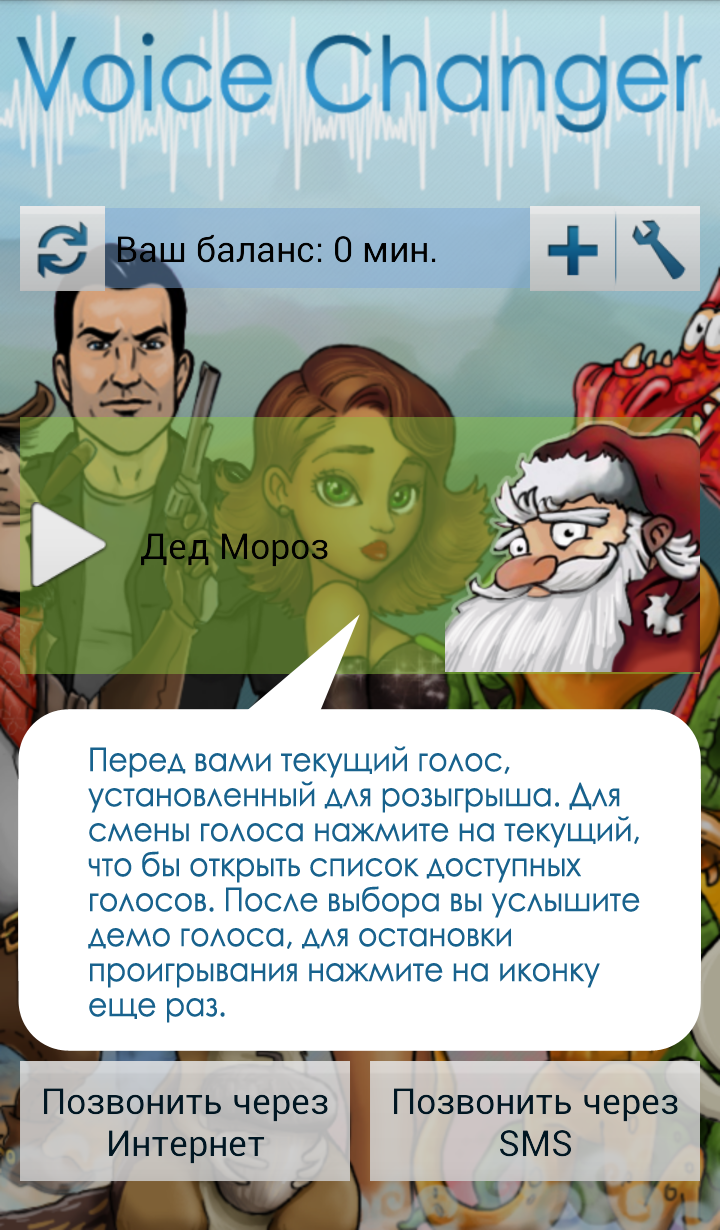 Voice Changer
Ваш баланс: 0 мин.
Дед Мороз
Перед вами текущий голос,
установленный для розыгрыша. Для
смены голоса нажмите на текущий,
что бы открыть список доступных
голосов. После выбора вы услышите
демо голоса, для остановки
проигрывания нажмите на иконку
еще раз.
Позвонить через
Интернет
Позвонить через
SMS